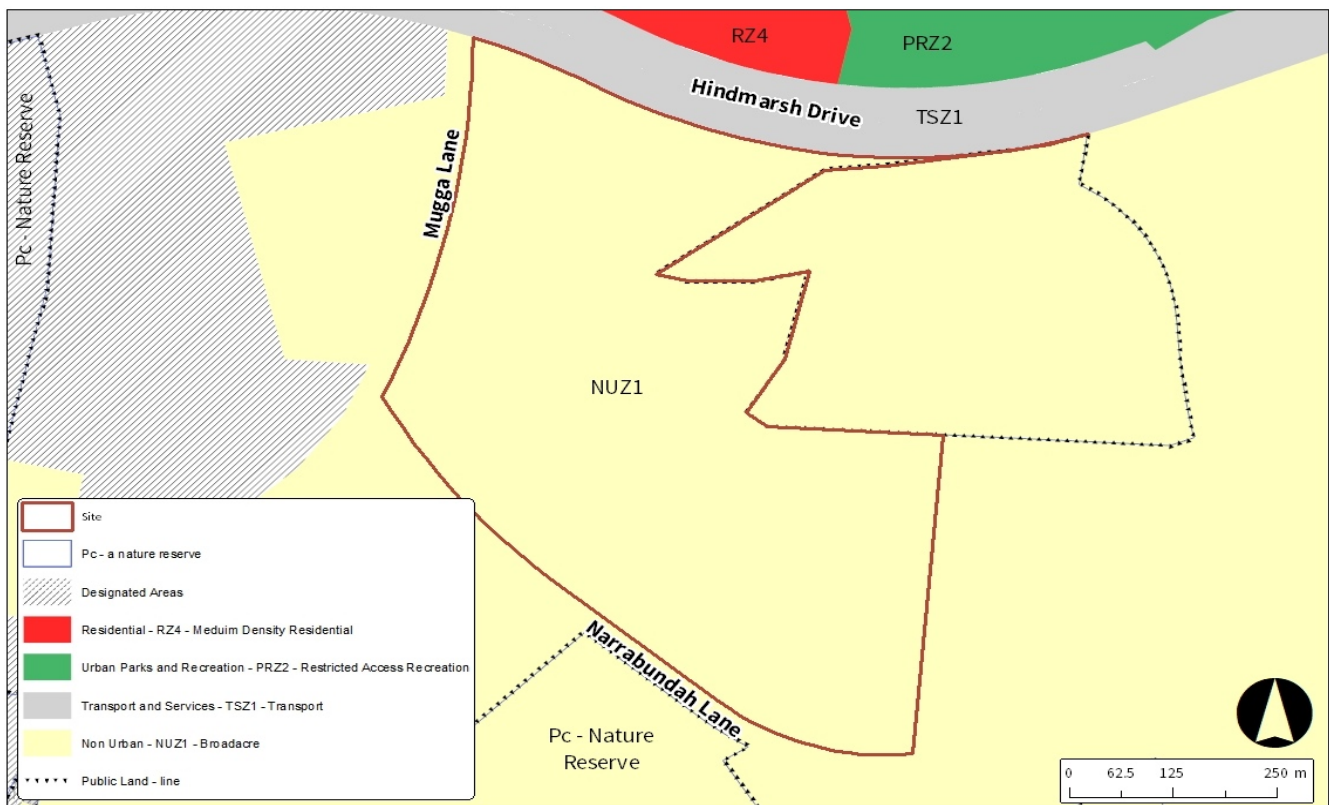 RZ4
PRZ2
Hindmarsh Drive
TSZ1
Pc - Nature Reserve
Mugga Lane
NUZ1
Narrabundah Lane
Pc - Nature
Reserve
Site
Pc - a nature reserve
Designated Areas
Residential - RZ4 - Meduim Density Residential
Urban Parks and Recreation - PRZ2 - Restricted Access Recreation
Transport and Services - TSZ1 - Transport
Non Urban - NUZ1 - Broadacre
Public Land - line
0 62.5 125 250 m